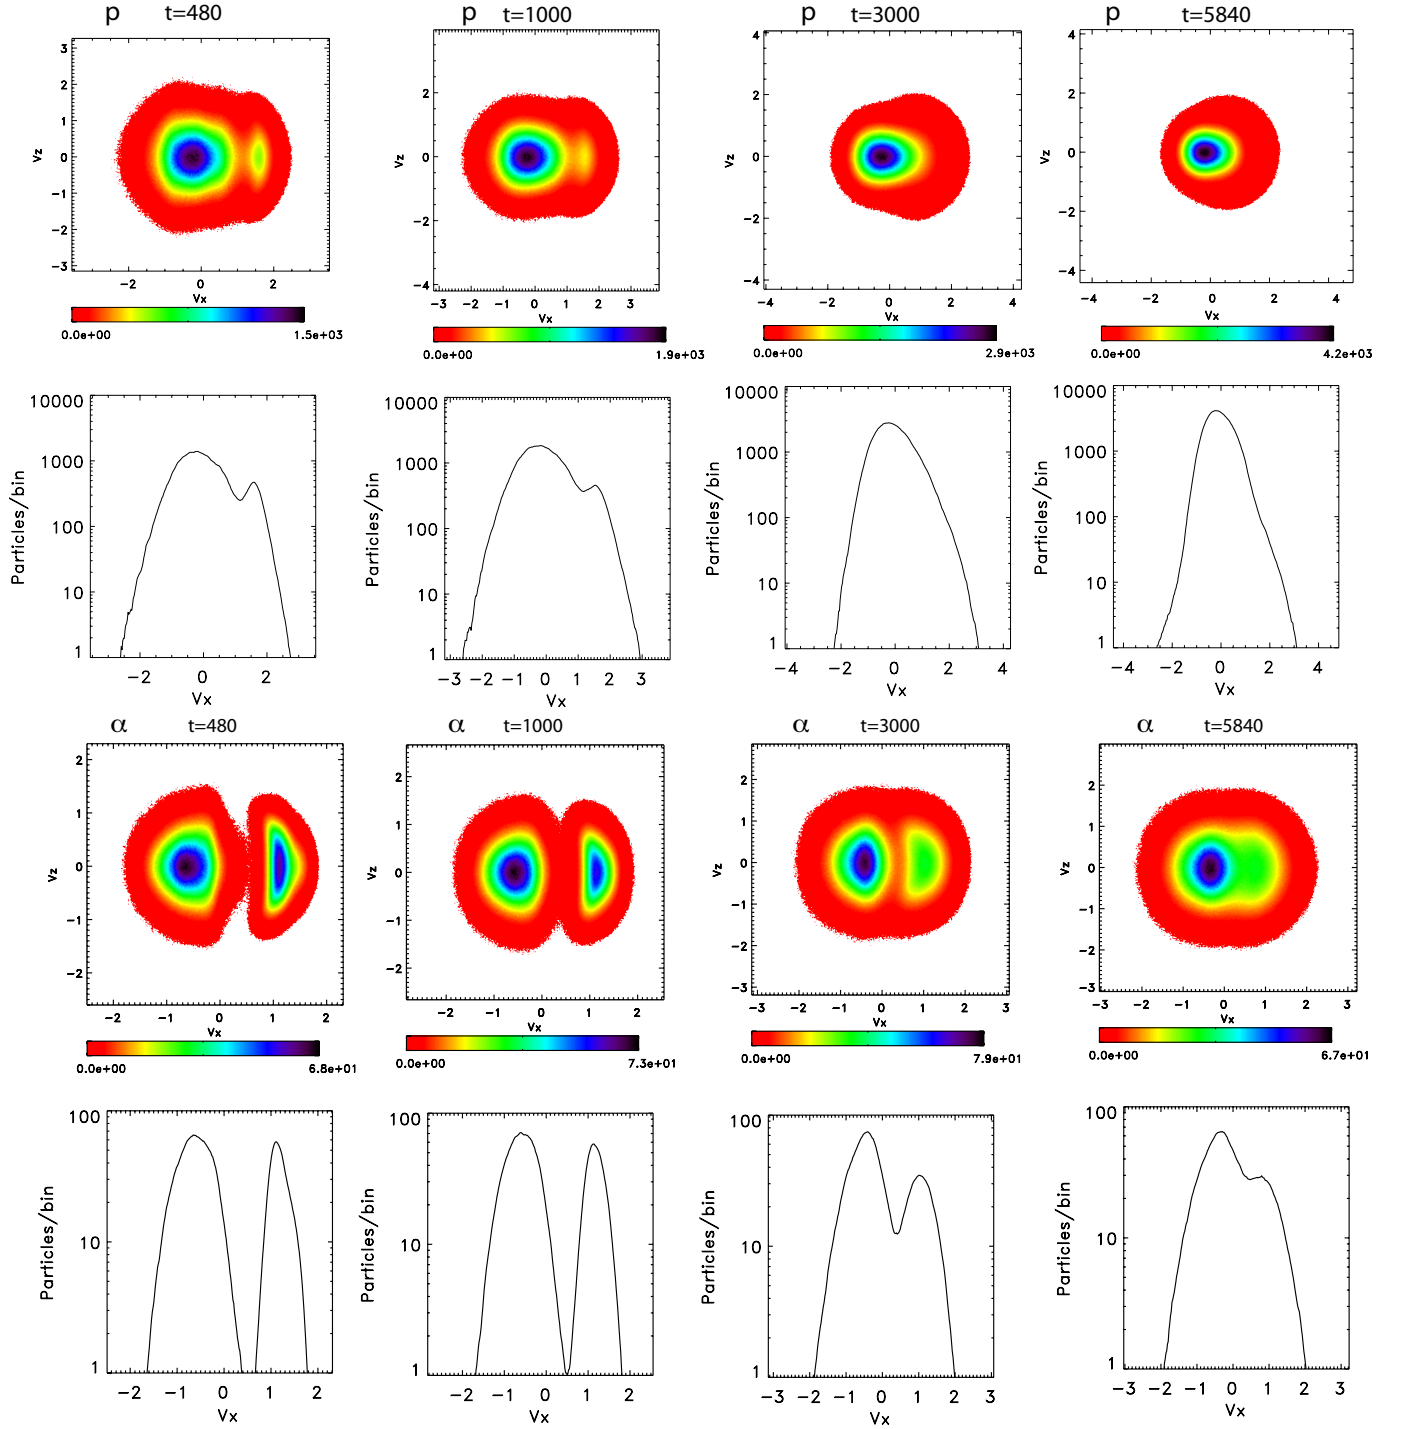 p t=480 p t=1000 p t=3000 p t=5840
3 2 1 0 -1 -2 -3 Vz
-2 0 2
Vx
0.0e+00 1.5e+03
4 2 0 -2 -4 Vz
-3 -2 -1 0 1 2 3
Vx
0.0e+00 1.9e+03
4 2 0 -2 -4 Vz
-4 -2 0 2 4
Vx
0.0e+00 2.9e+03
4 2 0 -2 -4 Vz
-4 -2 0 2 4
Vx
0.0e+00 4.2e+03
10000 1000 100 10 1 Particles/bin
-2 0 2
Vx
10000 1000 100 10 1 Particles/bin
-3 -2 -1 0 1 2 3
Vx
10000 1000 100 10 1 Particles/bin
-4 -2 0 2 4
Vx
10000 1000 100 10 1 Particles/bin
-4 -2 0 2 4
Vx
α t=480 α t=1000 α t=3000 α t=5840
2 1 0 -1 -2 Vz
-2 -1 0 1 2
Vx
0.0e+00 6.8e+01
2 1 0 -1 -2 Vz
-2 -1 0 1 2
Vx
0.0e+00 7.3e+01
2 1 0 -1 -2 -3 Vz
-3 -2 -1 0 1 2 3
Vx
0.0e+00 7.9e+01
2 1 0 -1 -2 -3 Vz
-3 -2 -1 0 1 2 3
Vx
0.0e+00 6.7e+01
100 10 1 Particles/bin
-2 -1 0 1 2
Vx
100 10 1 Particles/bin
-2 -1 0 1 2
Vx
100 10 1 Particles/bin
-3 -2 -1 0 1 2 3
Vx
100 10 1 Particles/bin
-3 -2 -1 0 1 2 3
Vx